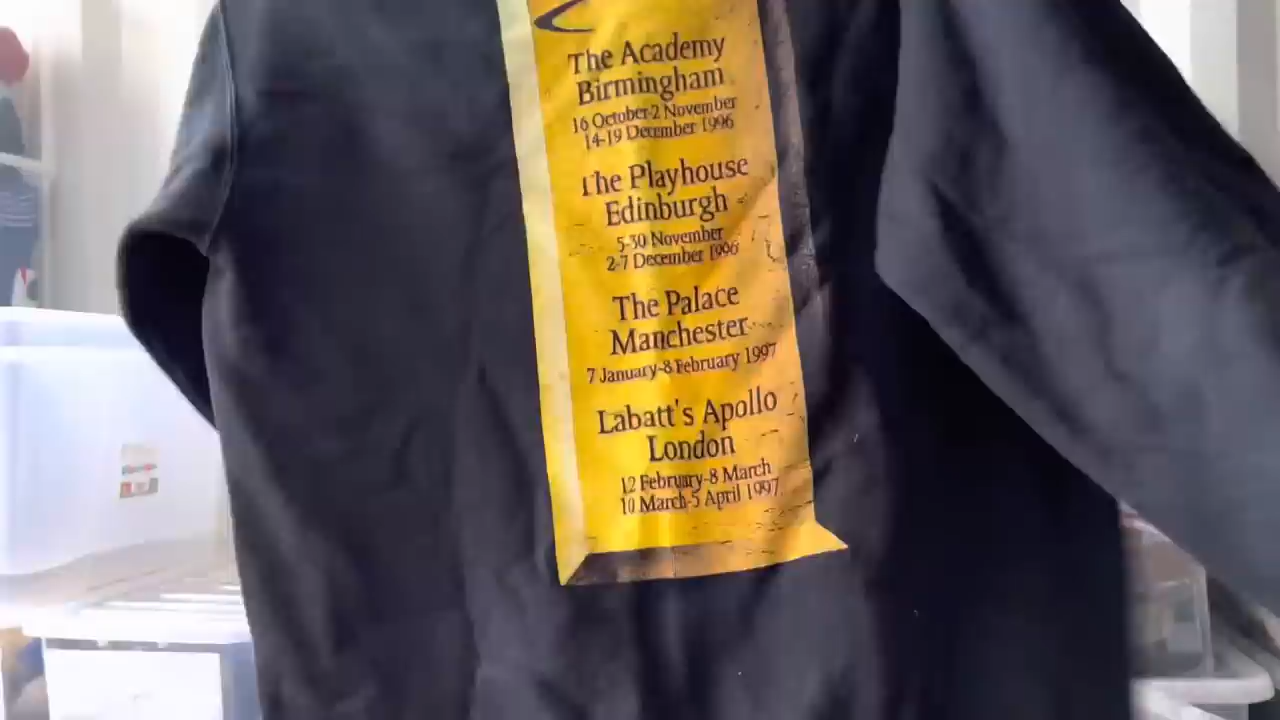 The Academy
Birmingham
16 October-2 November
14-19 December 1996
The Playhouse
Edinburgh
5-30 November
2-7 December 1996
The Palace
Manchester
7 January-8 February 1997
Labatt's Apollo
London
12 February-8 March
10 March-5 April 1997